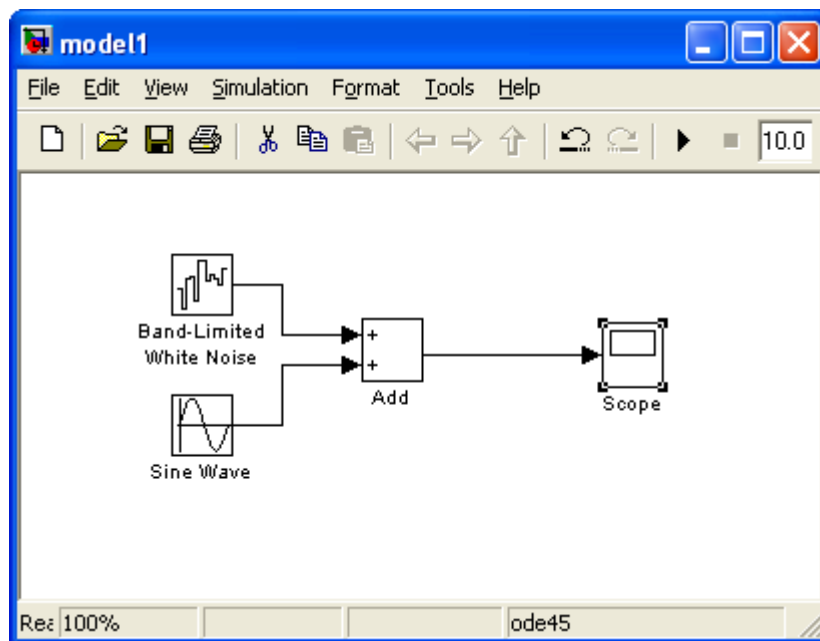 model1
File Edit View Simulation Format Tools Help
10.0
Band-Limited
White Noise
+
+
Add
Scope
Sine Wave
100%
ode45